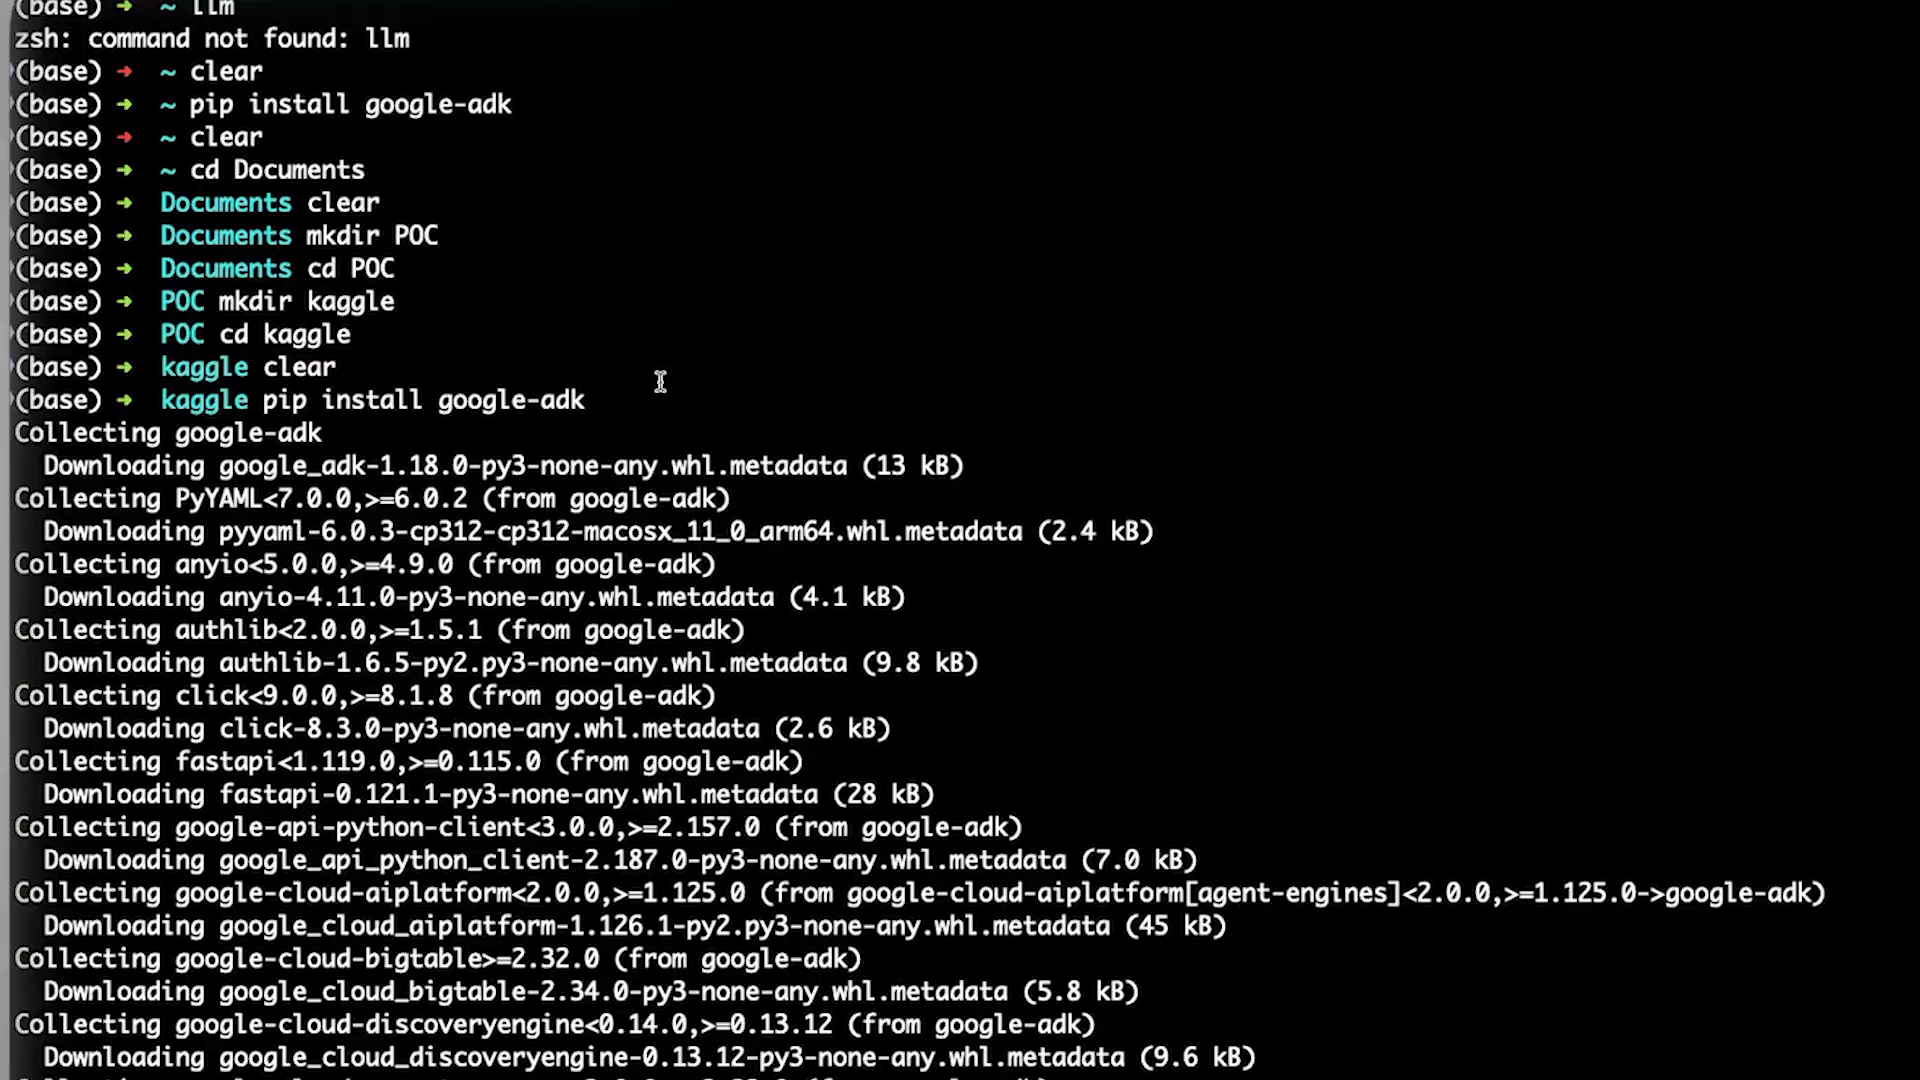 (base) ➜ ~ llm
zsh: command not found: llm
(base) ➜ ~ clear
(base) ➜ ~ pip install google-adk
(base) ➜ ~ clear
(base) ➜ ~ cd Documents
(base) ➜ Documents clear
(base) ➜ Documents mkdir POC
(base) ➜ Documents cd POC
(base) ➜ POC mkdir kaggle
(base) ➜ POC cd kaggle
(base) ➜ kaggle clear
(base) ➜ kaggle pip install google-adk
Collecting google-adk
  Downloading google_adk-1.18.0-py3-none-any.whl.metadata (13 kB)
Collecting PyYAML<7.0.0,>=6.0.2 (from google-adk)
  Downloading pyyaml-6.0.3-cp312-cp312-macosx_11_0_arm64.whl.metadata (2.4 kB)
Collecting anyio<5.0.0,>=4.9.0 (from google-adk)
  Downloading anyio-4.11.0-py3-none-any.whl.metadata (4.1 kB)
Collecting authlib<2.0.0,>=1.5.1 (from google-adk)
  Downloading authlib-1.6.5-py2.py3-none-any.whl.metadata (9.8 kB)
Collecting click<9.0.0,>=8.1.8 (from google-adk)
  Downloading click-8.3.0-py3-none-any.whl.metadata (2.6 kB)
Collecting fastapi<1.119.0,>=0.115.0 (from google-adk)
  Downloading fastapi-0.121.1-py3-none-any.whl.metadata (28 kB)
Collecting google-api-python-client<3.0.0,>=2.157.0 (from google-adk)
  Downloading google_api_python_client-2.187.0-py3-none-any.whl.metadata (7.0 kB)
Collecting google-cloud-aiplatform<2.0.0,>=1.125.0 (from google-cloud-aiplatform[agent-engines]<2.0.0,>=1.125.0->google-adk)
  Downloading google_cloud_aiplatform-1.126.1-py2.py3-none-any.whl.metadata (45 kB)
Collecting google-cloud-bigtable>=2.32.0 (from google-adk)
  Downloading google_cloud_bigtable-2.34.0-py3-none-any.whl.metadata (5.8 kB)
Collecting google-cloud-discoveryengine<0.14.0,>=0.13.12 (from google-adk)
  Downloading google_cloud_discoveryengine-0.13.12-py3-none-any.whl.metadata (9.6 kB)